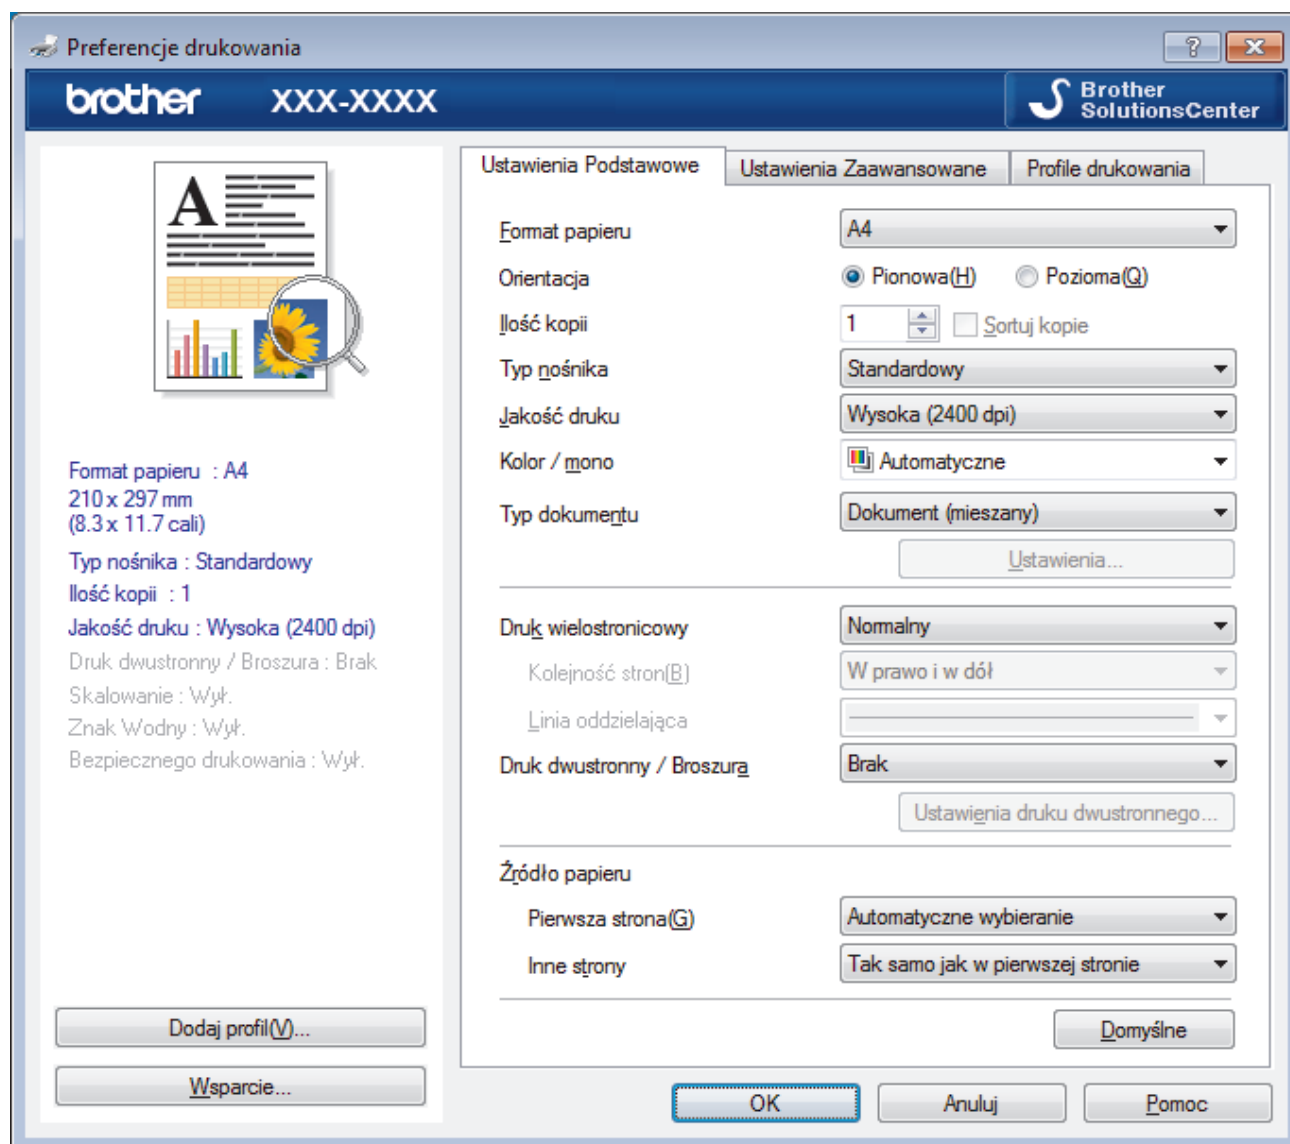 Preferencje drukowania
brother XXX-XXXX
Brother
SolutionsCenter
A
Format papieru : A4
210 x 297 mm
(8.3 x 11.7 cali)
Typ nośnika : Standardowy
Ilość kopii : 1
Jakość druku : Wysoka (2400 dpi)
Druk dwustronny / Broszura : Brak
Skalowanie : Wył.
Znak Wodny : Wył.
Bezpiecznego drukowania : Wył.
Dodaj profil(V)...
Wsparcie...
Ustawienia Podstawowe Ustawienia Zaawansowane Profile drukowania
Format papieru A4
Orientacja Pionowa(H) Pozioma(Q)
Ilość kopii 1 Sortuj kopie
Typ nośnika Standardowy
Jakość druku Wysoka (2400 dpi)
Kolor / mono Automatyczne
Typ dokumentu Dokument (mieszany)
Ustawienia...
Druk wielostronicowy Normalny
Kolejność stron(B) W prawo i w dół
Linia oddzielająca
Druk dwustronny / Broszura Brak
Ustawienia druku dwustronnego...
Źródło papieru
Pierwsza strona(G) Automatyczne wybieranie
Inne strony Tak samo jak w pierwszej stronie
Domyślne
OK Anuluj Pomoc